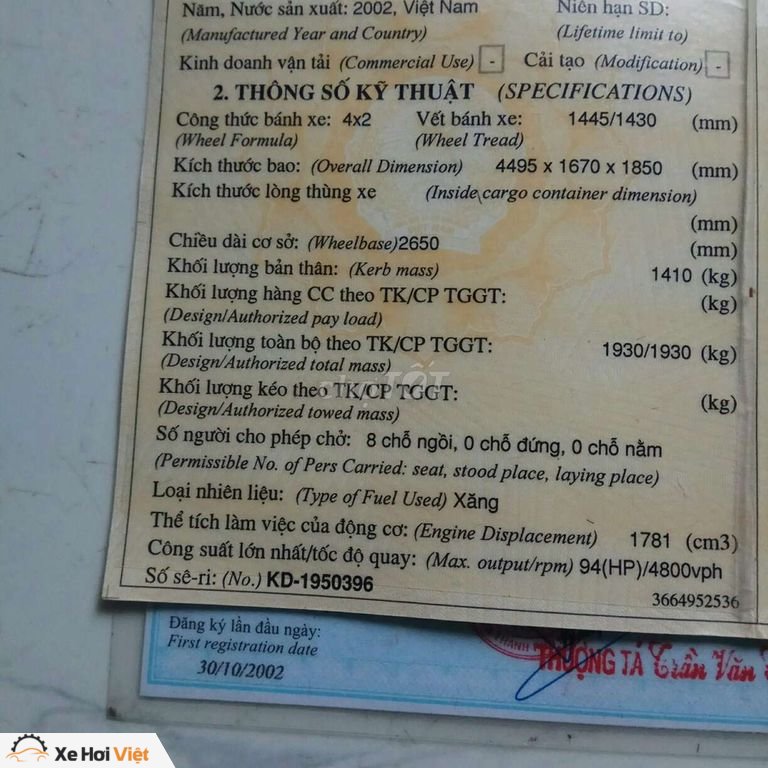 Năm, Nước sản xuất: 2002, Việt Nam Niên hạn SD:
(Manufactured Year and Country) (Lifetime limit to)
Kinh doanh vận tải (Commercial Use) - Cải tạo (Modification) -
2. THÔNG SỐ KỸ THUẬT (SPECIFICATIONS)
Công thức bánh xe: 4x2 Vết bánh xe: 1445/1430 (mm)
(Wheel Formula) (Wheel Tread)
Kích thước bao: (Overall Dimension) 4495 x 1670 x 1850 (mm)
Kích thước lòng thùng xe (Inside cargo container dimension)
(mm)
Chiều dài cơ sở: (Wheelbase) 2650 (mm)
Khối lượng bản thân: (Kerb mass) 1410 (kg)
Khối lượng hàng CC theo TK/CP TGGT: (kg)
(Design/Authorized pay load)
Khối lượng toàn bộ theo TK/CP TGGT: 1930/1930 (kg)
(Design/Authorized total mass)
Khối lượng kéo theo TK/CP TGGT: (kg)
(Design/Authorized towed mass)
Số người cho phép chở: 8 chỗ ngồi, 0 chỗ đứng, 0 chỗ nằm
(Permissible No. of Pers Carried: seat, stood place, laying place)
Loại nhiên liệu: (Type of Fuel Used) Xăng
Thể tích làm việc của động cơ: (Engine Displacement) 1781 (cm3)
Công suất lớn nhất/tốc độ quay: (Max. output/rpm) 94(HP)/4800vph
Số sê-ri: (No.) KD-1950396
3664952536
Đăng ký lần đầu ngày:
First registration date
30/10/2002
THƯỢNG TÁ Trần Văn
Xe Hơi Việt